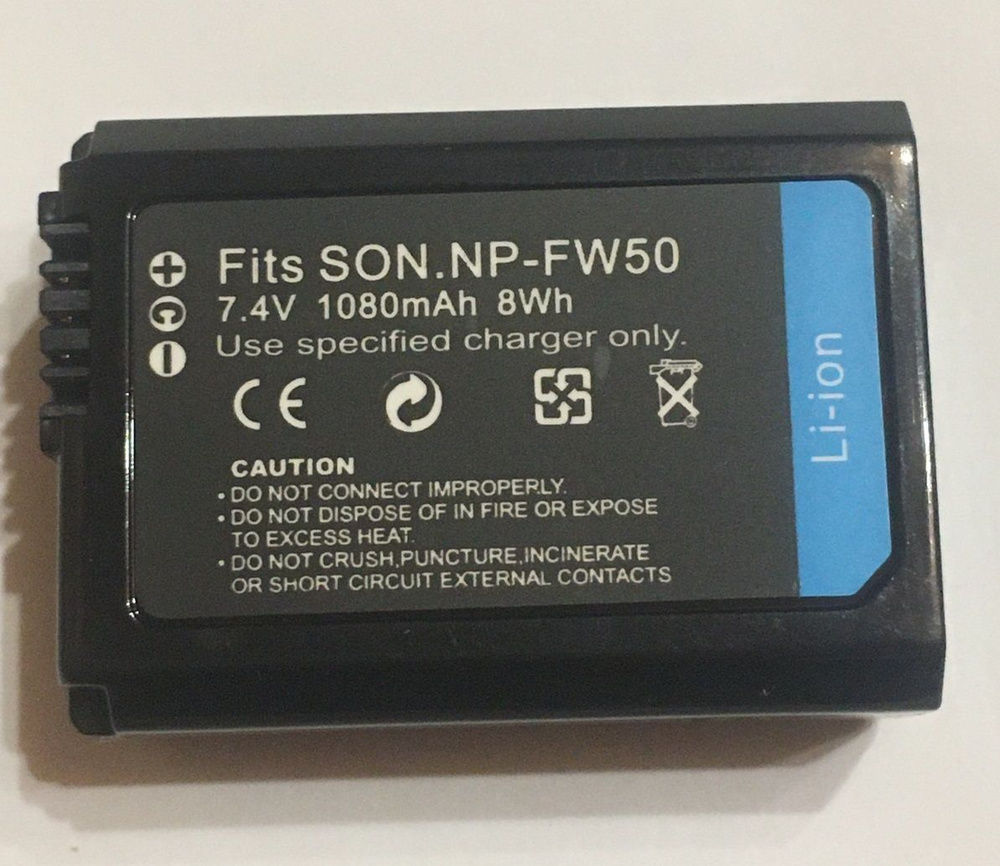 Fits SON.NP-FW50
7.4V 1080mAh 8Wh
Use specified charger only.
CE
CAUTION
• DO NOT CONNECT IMPROPERLY.
• DO NOT DISPOSE OF IN FIRE OR EXPOSE
TO EXCESS HEAT.
• DO NOT CRUSH,PUNCTURE,INCINERATE
OR SHORT CIRCUIT EXTERNAL CONTACTS
Li-ion